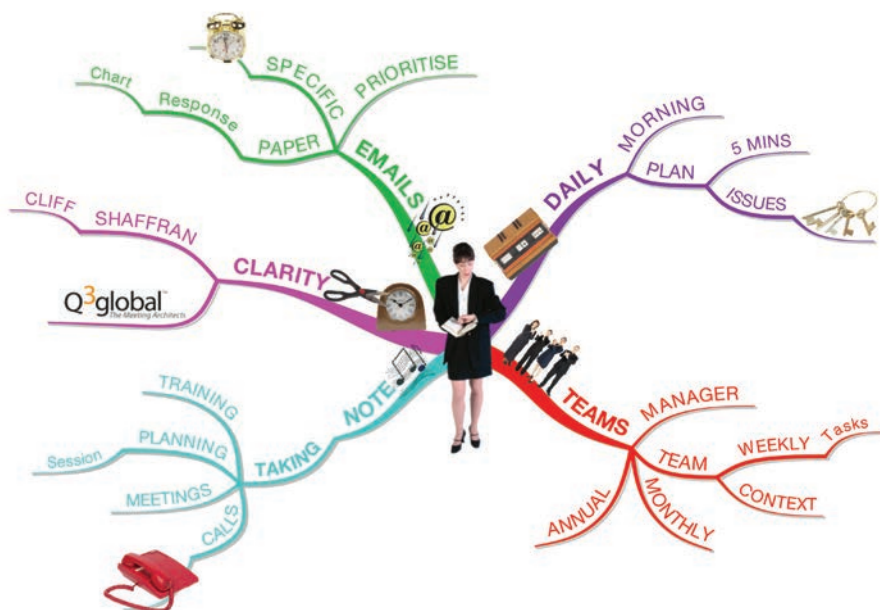 EMAILS
SPECIFIC
PRIORITISE
PAPER
Response
Chart
DAILY
MORNING
PLAN
5 MINS
ISSUES
CLARITY
SHAFFRAN
CLIFF
Q3global™
The Meeting Architects
TEAMS
MANAGER
TEAM
WEEKLY
Tasks
CONTEXT
MONTHLY
ANNUAL
NOTE
TAKING
TRAINING
PLANNING
Session
MEETINGS
CALLS
@
@
@
@